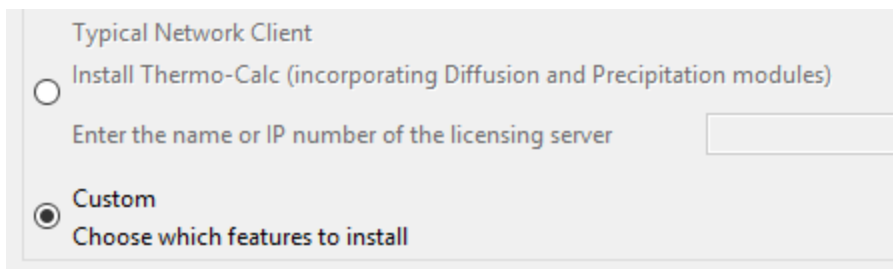 Typical Network Client
Install Thermo-Calc (incorporating Diffusion and Precipitation modules)
Enter the name or IP number of the licensing server
Custom
Choose which features to install